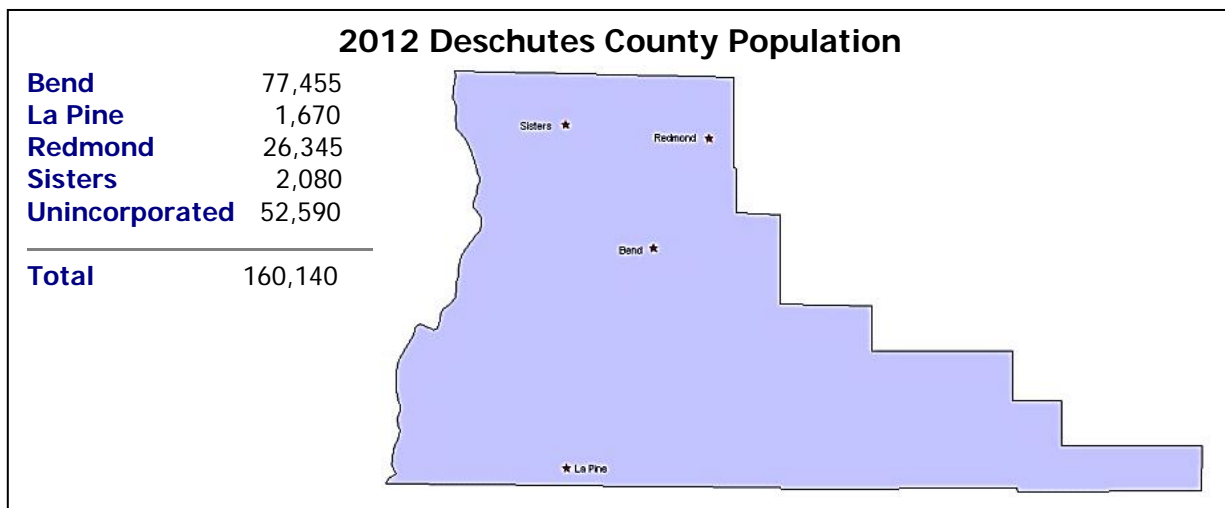 2012 Deschutes County Population
Bend 77,455
La Pine 1,670
Redmond 26,345
Sisters 2,080
Unincorporated 52,590
Total 160,140
Sisters
Redmond
Bend
La Pine